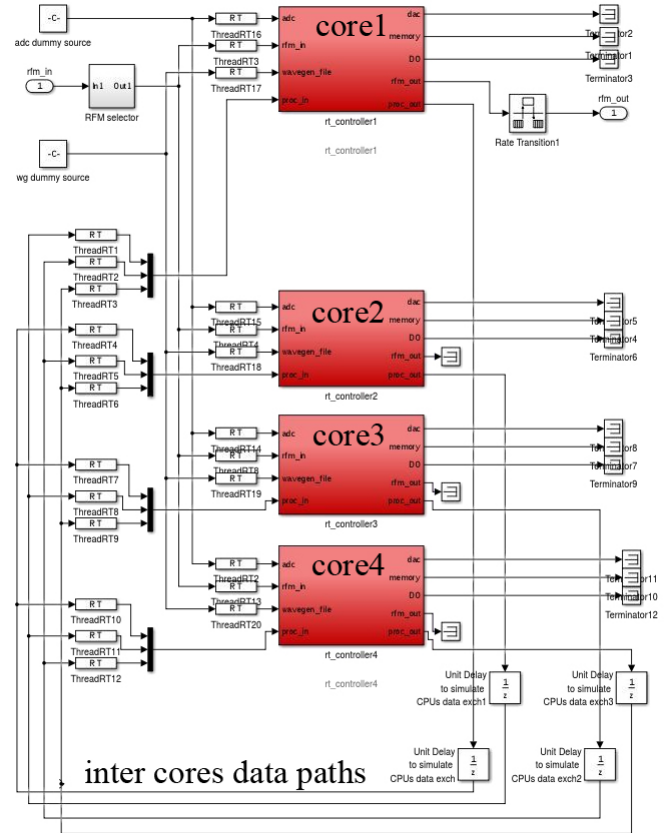 -C-
adc dummy source
rfm_in
1
In1 Out1
RFM selector
-C-
wg dummy source
RT
ThreadRT16
RT
ThreadRT3
RT
ThreadRT17
core1
adc
rfm_in
wavegen_file
proc_in
dac
memory
DO
rfm_out
proc_out
rt_controller1
rt_controller1
Terminator2
Terminator1
Terminator3
Rate Transition1
rfm_out
1
RT
ThreadRT1
RT
ThreadRT2
RT
ThreadRT3
RT
ThreadRT4
RT
ThreadRT5
RT
ThreadRT6
RT
ThreadRT15
RT
ThreadRT4
RT
ThreadRT18
core2
adc
rfm_in
wavegen_file
proc_in
dac
memory
DO
rfm_out
proc_out
rt_controller2
Terminator5
Terminator4
Terminator6
RT
ThreadRT7
RT
ThreadRT8
RT
ThreadRT9
RT
ThreadRT14
RT
ThreadRT8
RT
ThreadRT19
core3
adc
rfm_in
wavegen_file
proc_in
dac
memory
DO
rfm_out
proc_out
rt_controller3
Terminator8
Terminator7
Terminator9
RT
ThreadRT10
RT
ThreadRT11
RT
ThreadRT12
RT
ThreadRT2
RT
ThreadRT13
RT
ThreadRT20
core4
adc
rfm_in
wavegen_file
proc_in
dac
memory
DO
rfm_out
proc_out
rt_controller4
rt_controller4
Terminator11
Terminator10
Terminator12
Unit Delay
to simulate
CPUs data exch1
1
z
Unit Delay
to simulate
CPUs data exch3
1
z
Unit Delay
to simulate
CPUs data exch
1
z
Unit Delay
to simulate
CPUs data exch2
1
z
inter cores data paths